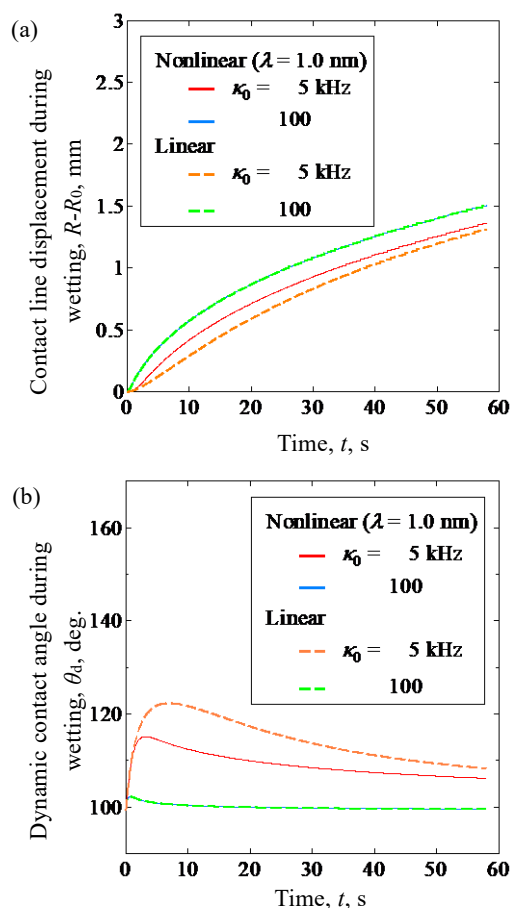 (a)
Contact line displacement during
wetting, R-R0, mm
3
2.5
2
1.5
1
0.5
0
Nonlinear (λ = 1.0 nm)
κ0 = 5 kHz
100
Linear
κ0 = 5 kHz
100
0 10 20 30 40 50 60
Time, t, s
(b)
Dynamic contact angle during
wetting, θd, deg.
160
140
120
100
Nonlinear (λ = 1.0 nm)
κ0 = 5 kHz
100
Linear
κ0 = 5 kHz
100
0 10 20 30 40 50 60
Time, t, s